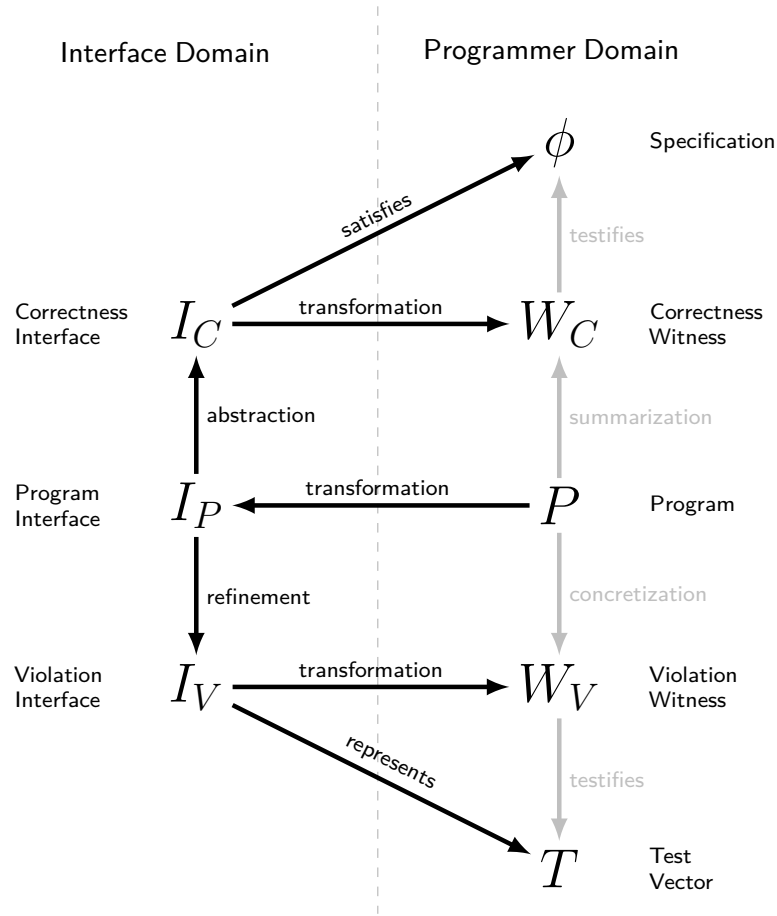 Interface Domain
Programmer Domain
ϕ
Specification
satisfies
testifies
Correctness
Interface
I_C
transformation
W_C
Correctness
Witness
abstraction
summarization
Program
Interface
I_P
transformation
P
Program
refinement
concretization
Violation
Interface
I_V
transformation
W_V
Violation
Witness
represents
testifies
T
Test
Vector